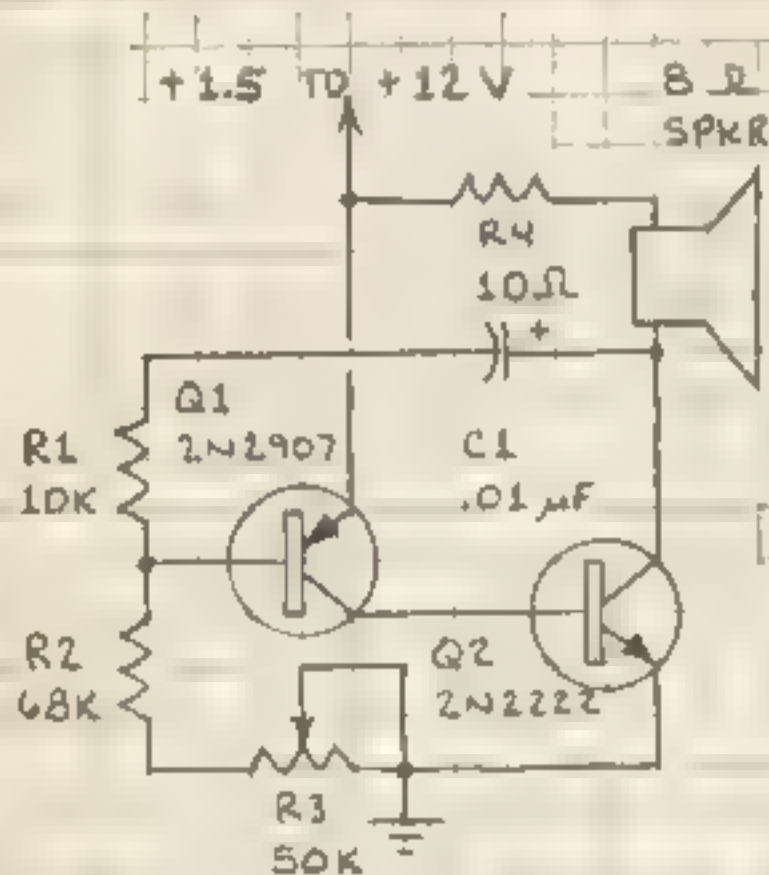 +1.5 TO +12 V
8 Ω
SPKR
R4
10Ω
+
Q1
2N2907
R1
10K
C1
.01 μF
R2
68K
Q2
2N2222
R3
50K